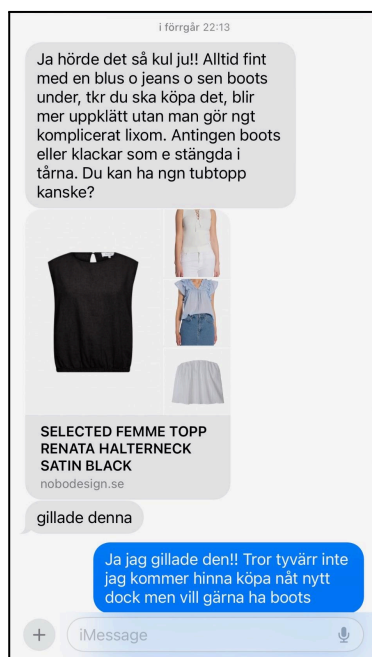 i förrgår 22:13
Ja hörde det så kul ju!! Alltid fint
med en blus o jeans o sen boots
under, tkr du ska köpa det, blir
mer uppklätt utan man gör ngt
komplicerat lixom. Antingen boots
eller klackar som e stängda i
tårna. Du kan ha ngn tubtopp
kanske?
SELECTED FEMME TOPP
RENATA HALTERNECK
SATIN BLACK
nobodesign.se
gillade denna
Ja jag gillade den!! Tror tyvärr inte
jag kommer hinna köpa nåt nytt
dock men vill gärna ha boots
iMessage